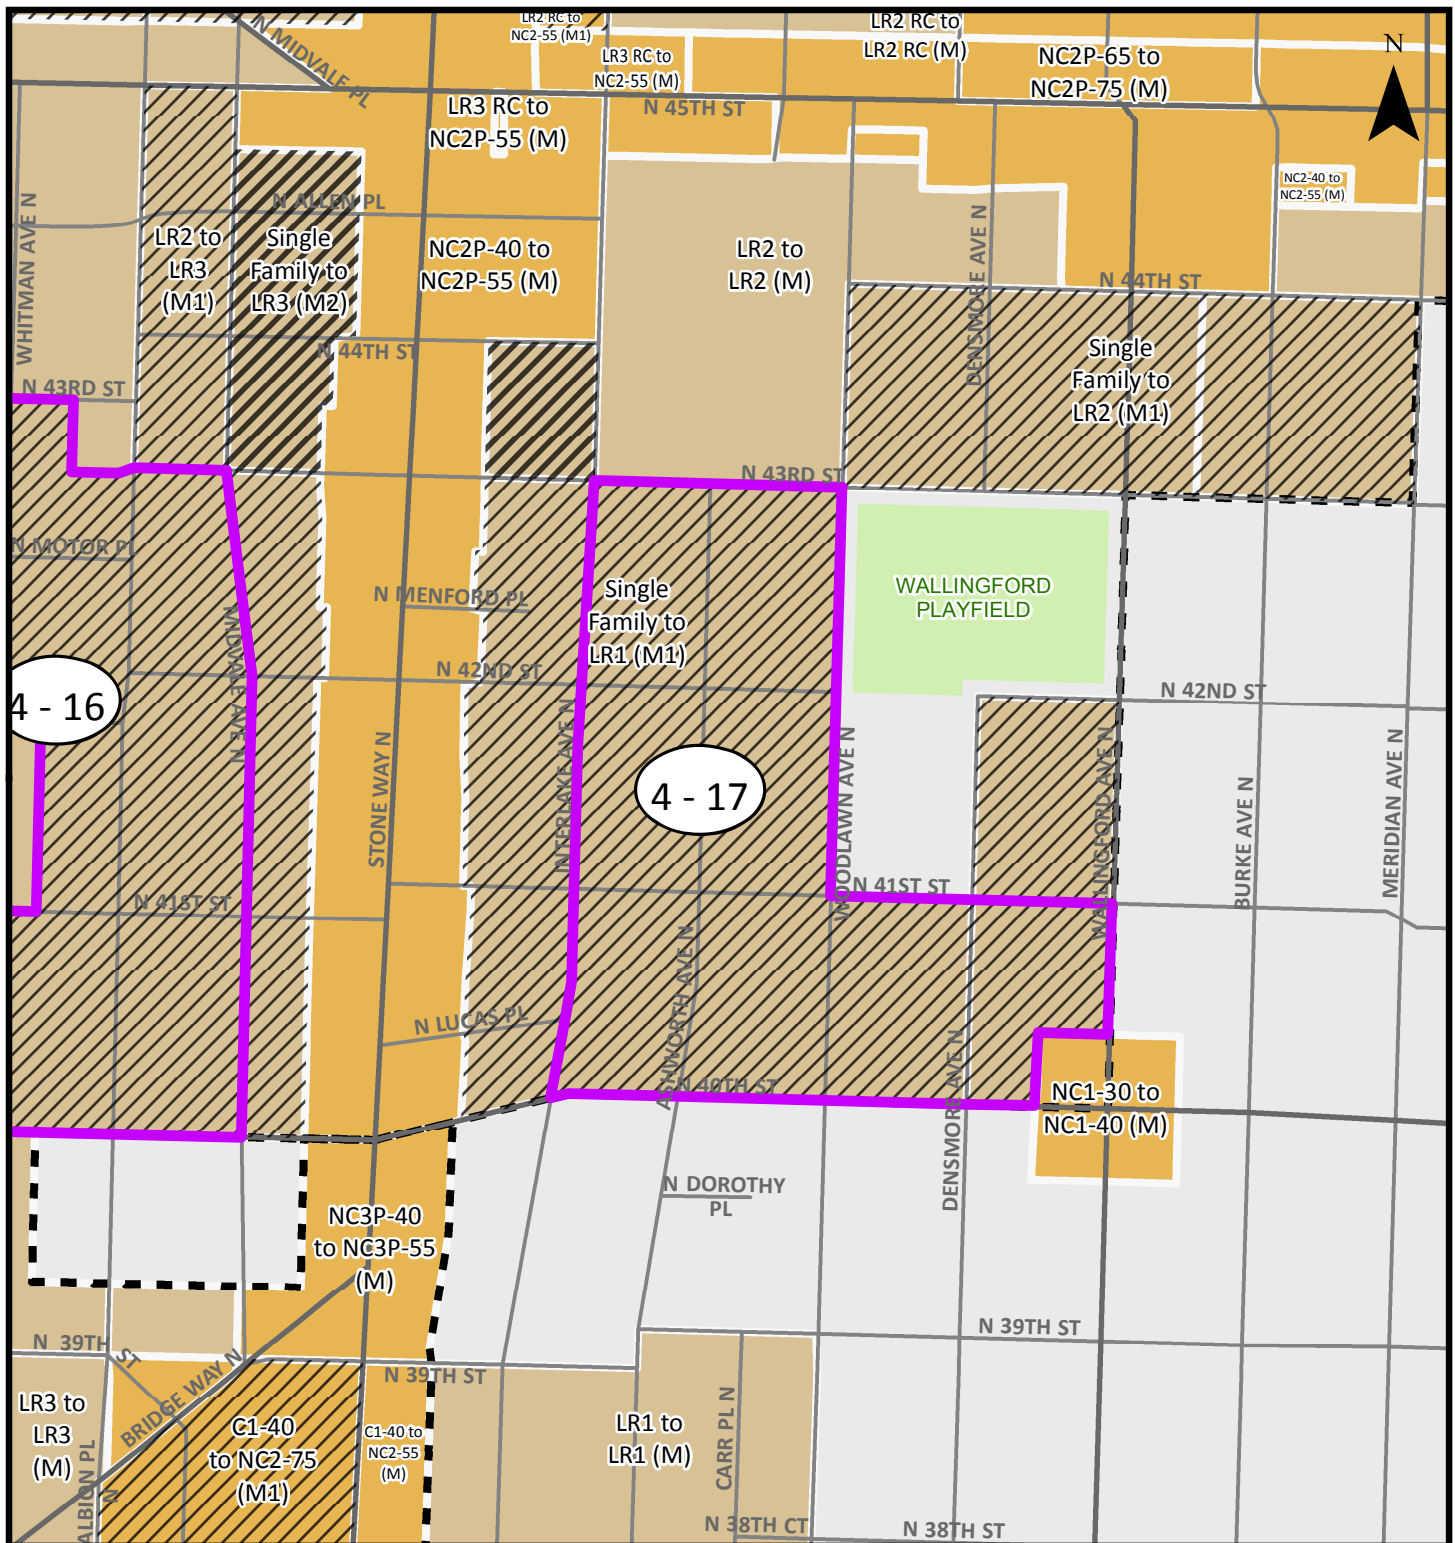 LR2 RC to
NC2-55 (M1)
LR2 RC to
LR2 RC (M)
N MIDVALE PL
LR3 RC to
NC2-55 (M)
NC2P-65 to
NC2P-75 (M)
N
LR3 RC to
NC2P-55 (M)
N 45TH ST
NC2-40 to
NC2-55 (M)
N ALLEN PL
WHITMAN AVE N
LR2 to
LR3
(M1)
Single
Family to
LR3 (M2)
NC2P-40 to
NC2P-55 (M)
LR2 to
LR2 (M)
DENSMORE AVE N
N 44TH ST
N 44TH ST
Single
Family to
LR2 (M1)
N 43RD ST
N 43RD ST
N MOTOR PL
N MENFORD PL
Single
Family to
LR1 (M1)
WALLINGFORD
PLAYFIELD
N 42ND ST
N 42ND ST
4 - 16
STONE WAY N
INTERLAKE AVE N
4 - 17
WOODLAWN AVE N
WALLINGFORD AVE N
BURKE AVE N
MERIDIAN AVE N
N 41ST ST
N 41ST ST
N LUCAS PL
ASHWORTH AVE N
N 40TH ST
DENSMORE AVE N
NC1-30 to
NC1-40 (M)
N DOROTHY
PL
NC3P-40
to NC3P-55
(M)
N 39TH ST
N 39TH
ST
BRIDGE WAY N
N 39TH ST
LR3 to
LR3
(M)
ALBION PL
N
C1-40
to NC2-75
(M1)
C1-40 to
NC2-55
(M)
LR1 to
LR1 (M)
CARR PL N
N 38TH CT
N 38TH ST